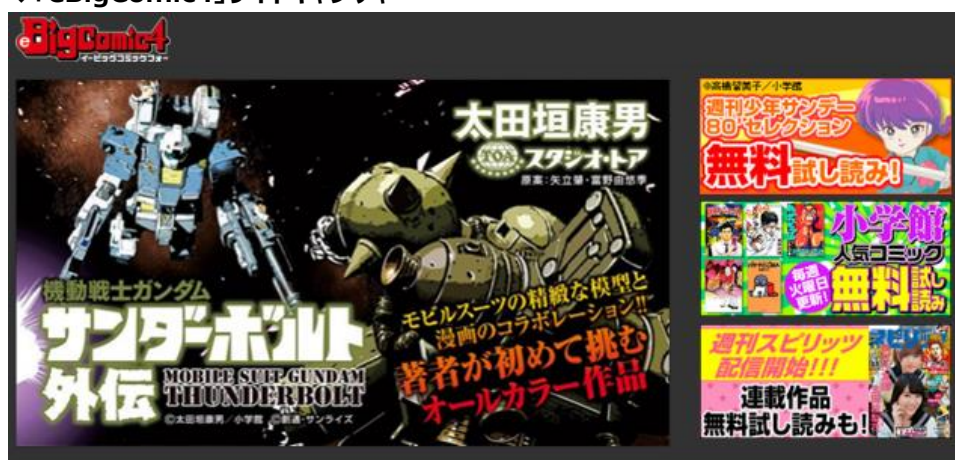 「eBigComic4」サイトキャプチャ
eBigComic4
イービッグコミックフォー
太田垣康男
TOA スタジオ・トア
原案:矢立肇・富野由悠季
機動戦士ガンダム
サンダーボルト
外伝
MOBILE SUIT GUNDAM
THUNDERBOLT
©太田垣康男/小学館 ©創通・サンライズ
モビルスーツの精緻な模型と
漫画のコラボレーション!!
著者が初めて挑む
オールカラー作品
※高橋留美子/小学館
週刊少年サンデー
80'セレクション
無料試し読み!
小学館
人気コミック
毎週
火曜日
更新!
無料試し
読み
週刊スピリッツ
配信開始!!!
連載作品
無料試し読みも!